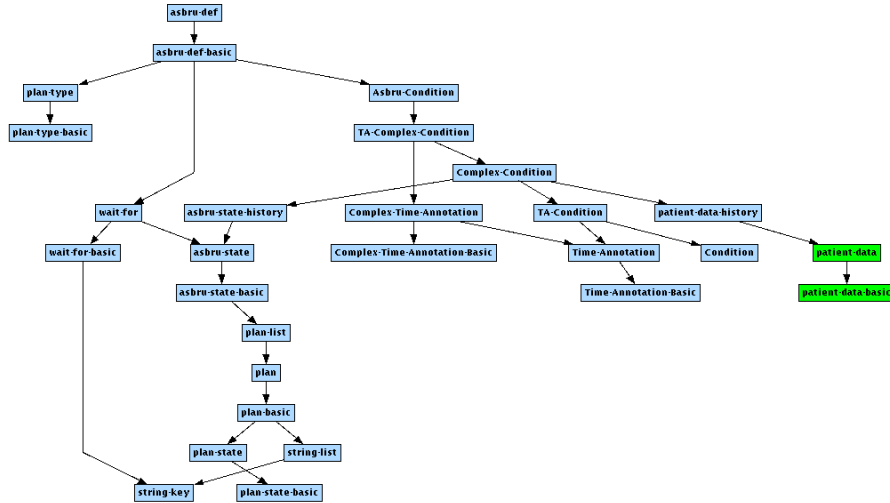 asbru-def
asbru-def-basic
plan-type
Asbru-Condition
plan-type-basic
TA-Complex-Condition
Complex-Condition
wait-for
asbru-state-history
Complex-Time-Annotation
TA-Condition
patient-data-history
wait-for-basic
asbru-state
Complex-Time-Annotation-Basic
Time-Annotation
Condition
patient-data
asbru-state-basic
Time-Annotation-Basic
patient-data-basic
plan-list
plan
plan-basic
plan-state
string-list
string-key
plan-state-basic